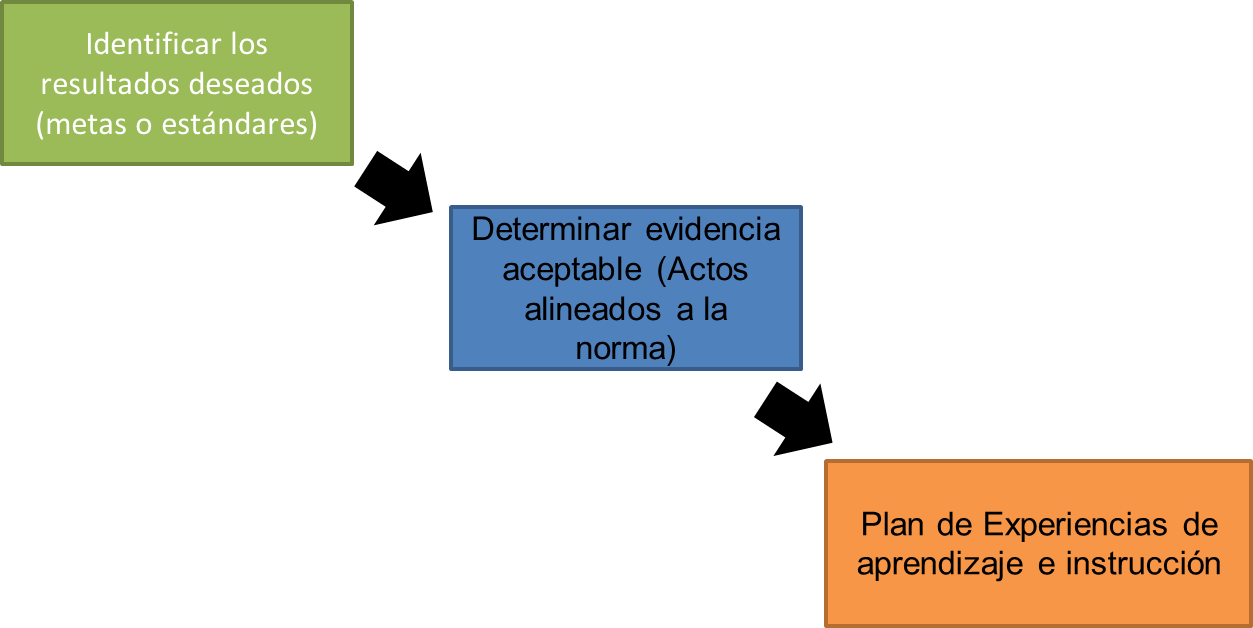 Identificar los
resultados deseados
(metas o estándares)
Determinar evidencia
aceptable (Actos
alineados a la
norma)
Plan de Experiencias de
aprendizaje e instrucción